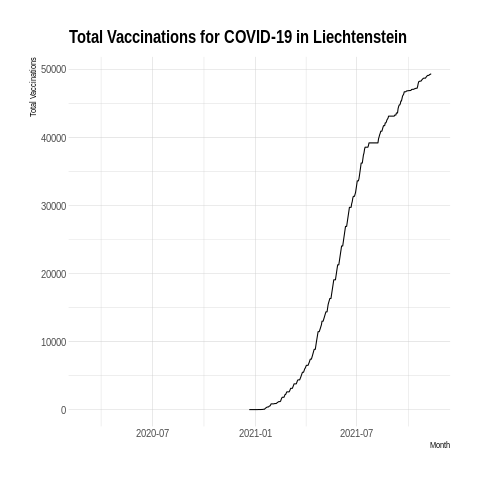 Total Vaccinations for COVID-19 in Liechtenstein
Total Vaccinations
50000
40000
30000
20000
10000
0
2020-07 2021-01 2021-07
Month